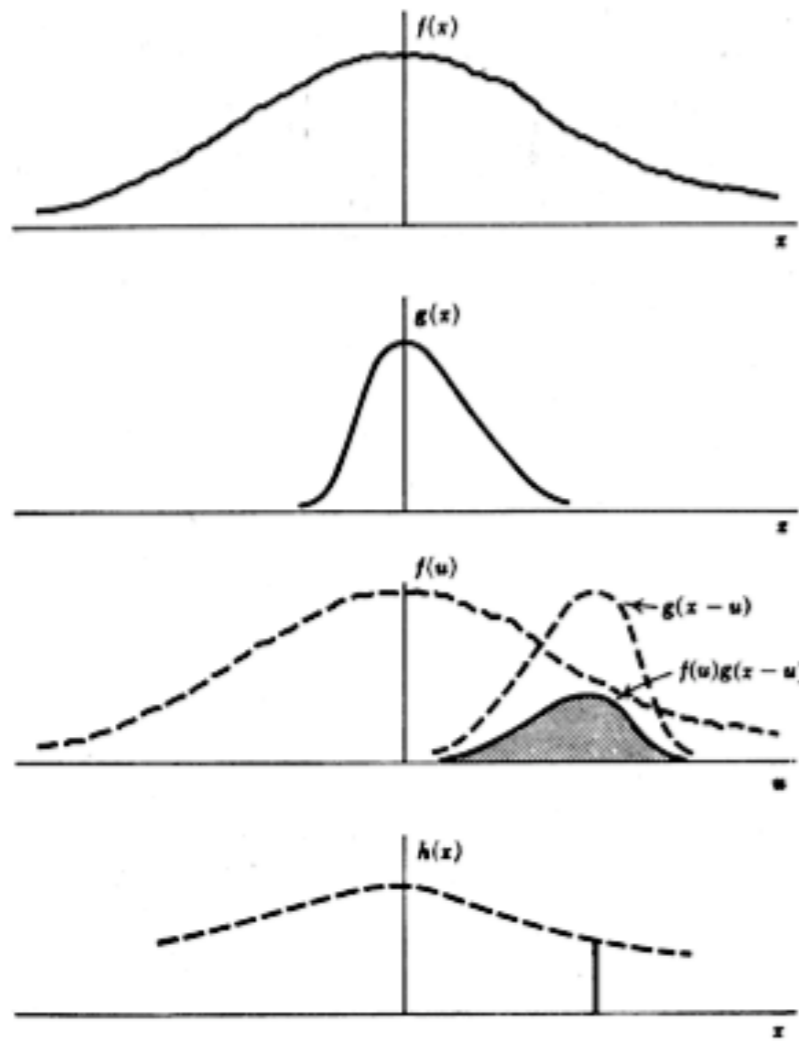 f(x)
x
g(x)
x
f(u)
g(x − u)
f(u)g(x − u)
u
h(x)
x